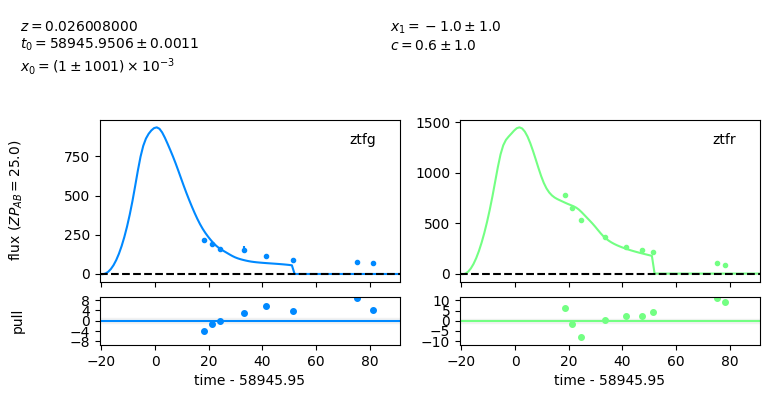 z = 0.026008000
t₀ = 58945.9506 ± 0.0011
x₀ = (1 ± 1001) × 10⁻³
x₁ = −1.0 ± 1.0
c = 0.6 ± 1.0
flux (ZP_AB = 25.0)
ztfg
750
500
250
0
ztfr
1500
1000
500
0
pull
8
4
0
−4
−8
10
5
0
−5
−10
−20 0 20 40 60 80
−20 0 20 40 60 80
time - 58945.95
time - 58945.95